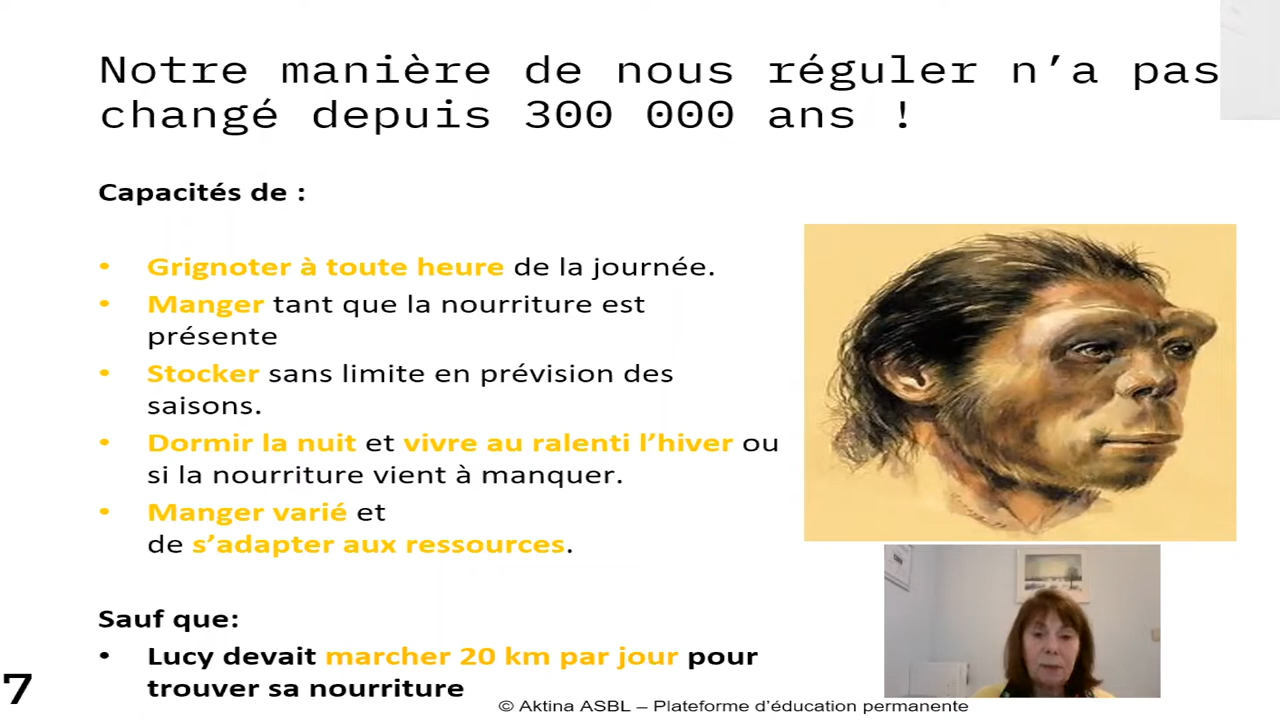 Notre manière de nous réguler n’a pas
changé depuis 300 000 ans !
Capacités de :
• Grignoter à toute heure de la journée.
• Manger tant que la nourriture est
présente
• Stocker sans limite en prévision des
saisons.
• Dormir la nuit et vivre au ralenti l’hiver ou
si la nourriture vient à manquer.
• Manger varié et
de s’adapter aux ressources.
Sauf que:
• Lucy devait marcher 20 km par jour pour
trouver sa nourriture
7
© Aktina ASBL – Plateforme d’éducation permanente